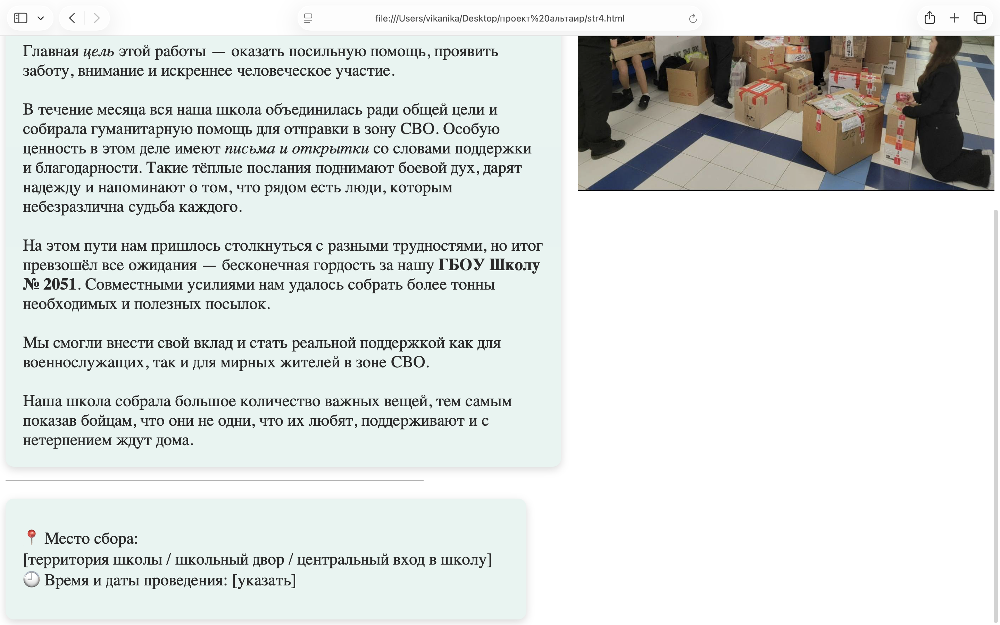 file:///Users/vikanika/Desktop/проект%20альтаир/str4.html
Главная цель этой работы — оказать посильную помощь, проявить
заботу, внимание и искреннее человеческое участие.
В течение месяца вся наша школа объединилась ради общей цели и
собирала гуманитарную помощь для отправки в зону СВО. Особую
ценность в этом деле имеют письма и открытки со словами поддержки
и благодарности. Такие тёплые послания поднимают боевой дух, дарят
надежду и напоминают о том, что рядом есть люди, которым
небезразлична судьба каждого.
На этом пути нам пришлось столкнуться с разными трудностями, но итог
превзошёл все ожидания — бесконечная гордость за нашу ГБОУ Школу
№ 2051. Совместными усилиями нам удалось собрать более тонны
необходимых и полезных посылок.
Мы смогли внести свой вклад и стать реальной поддержкой как для
военнослужащих, так и для мирных жителей в зоне СВО.
Наша школа собрала большое количество важных вещей, тем самым
показав бойцам, что они не одни, что их любят, поддерживают и с
нетерпением ждут дома.
📍 Место сбора:
[территория школы / школьный двор / центральный вход в школу]
🕘 Время и даты проведения: [указать]